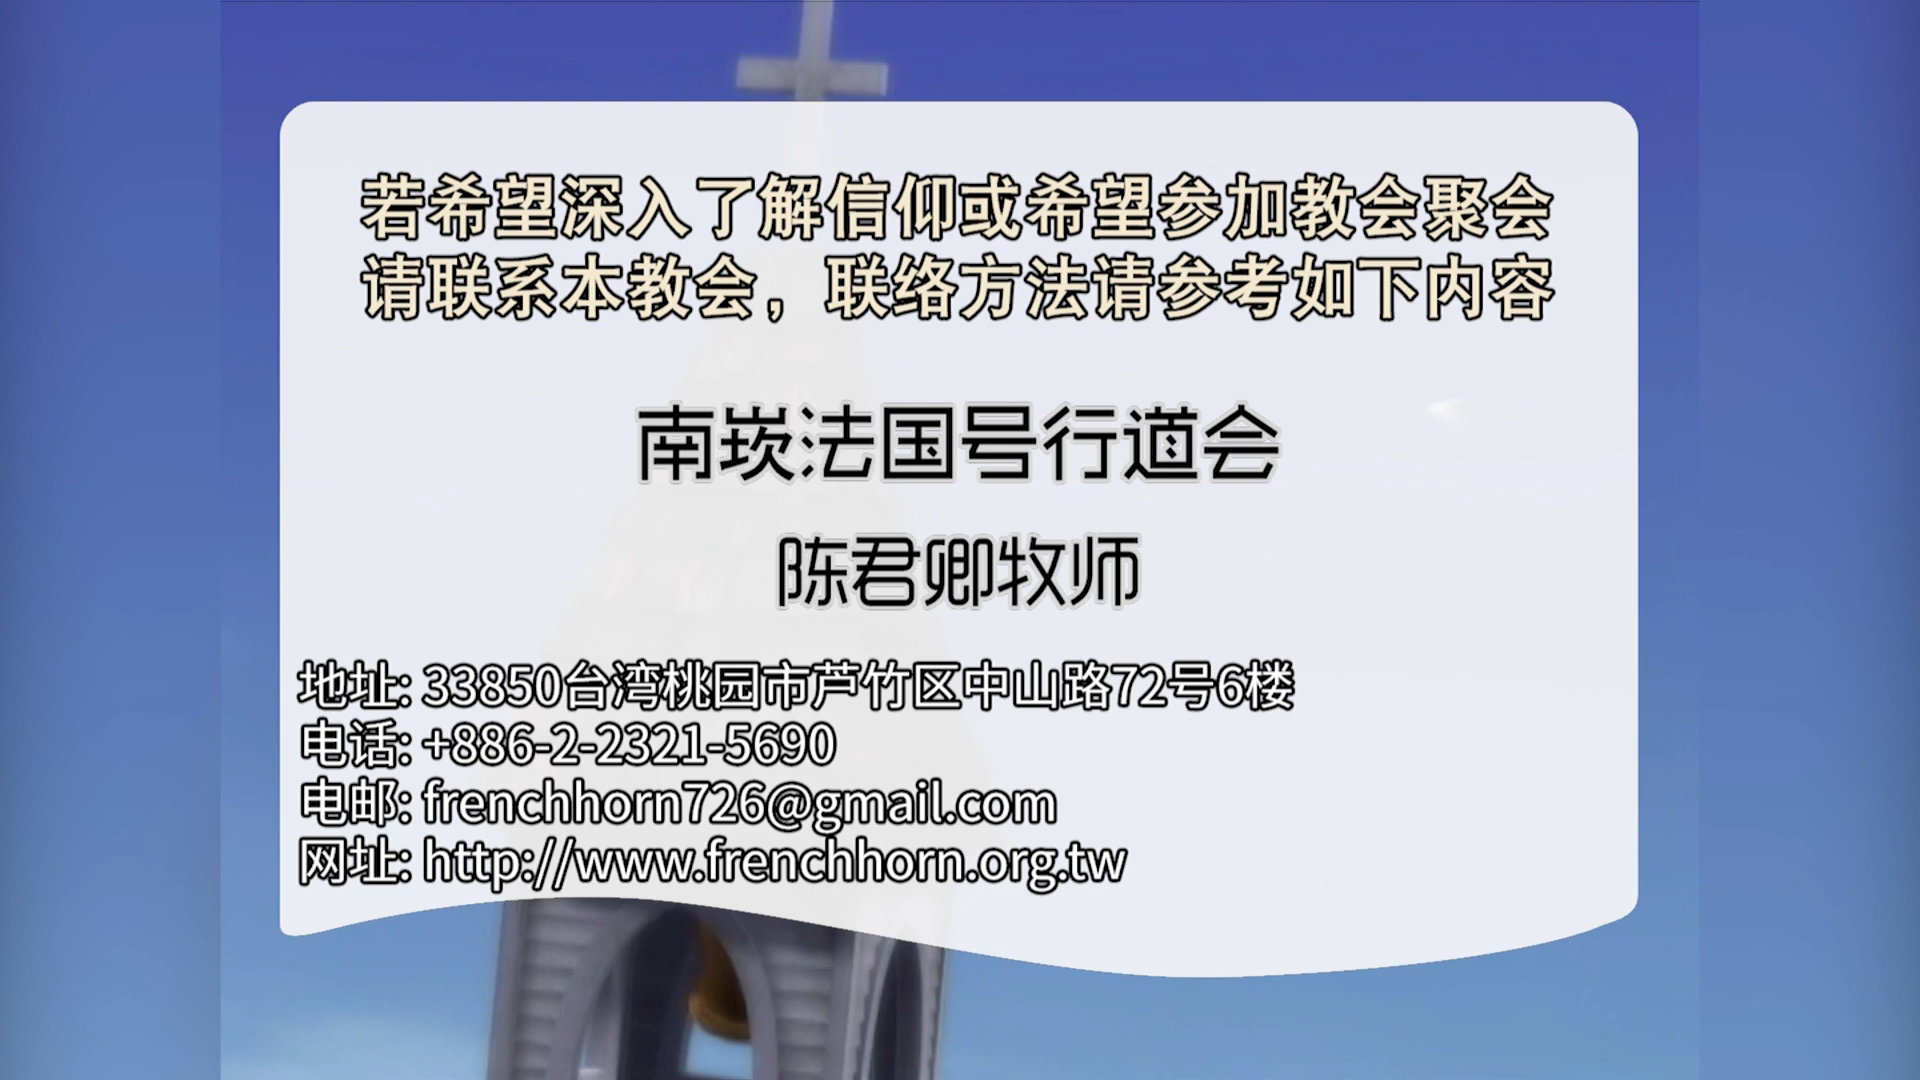 若希望深入了解信仰或希望参加教会聚会
请联系本教会，联络方法请参考如下内容
南崁法国号行道会
陈君卿牧师
地址: 33850台湾桃园市芦竹区中山路72号6楼
电话: +886-2-2321-5690
电邮: frenchhorn726@gmail.com
网址: http://www.frenchhorn.org.tw